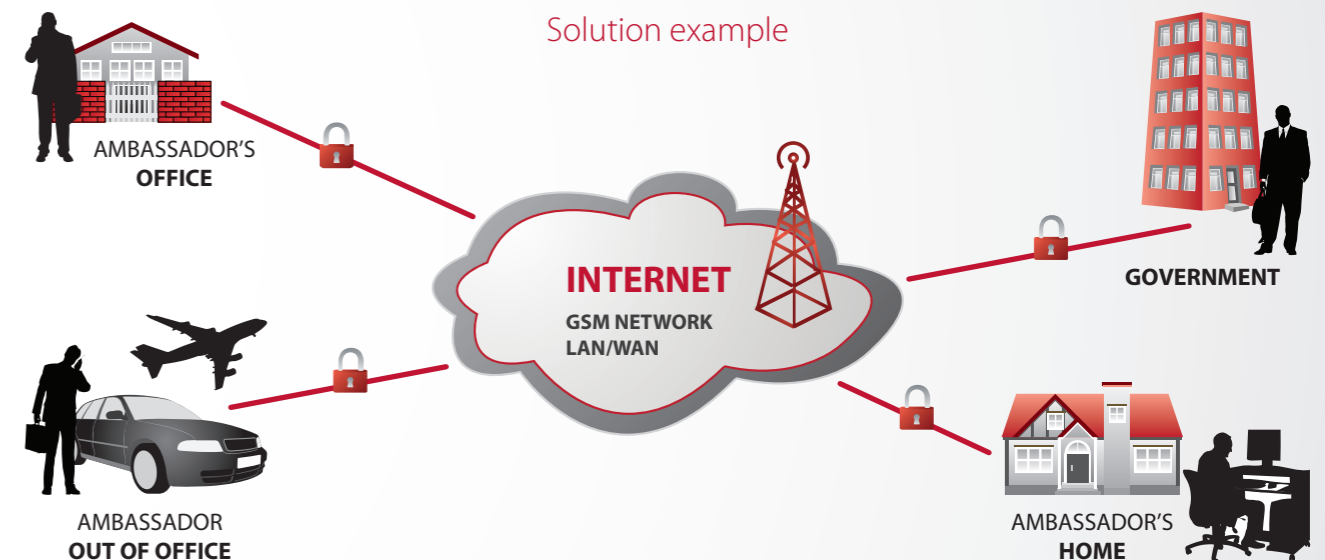 Solution example
AMBASSADOR'S
OFFICE
INTERNET
GSM NETWORK
LAN/WAN
GOVERNMENT
AMBASSADOR
OUT OF OFFICE
AMBASSADOR'S
HOME